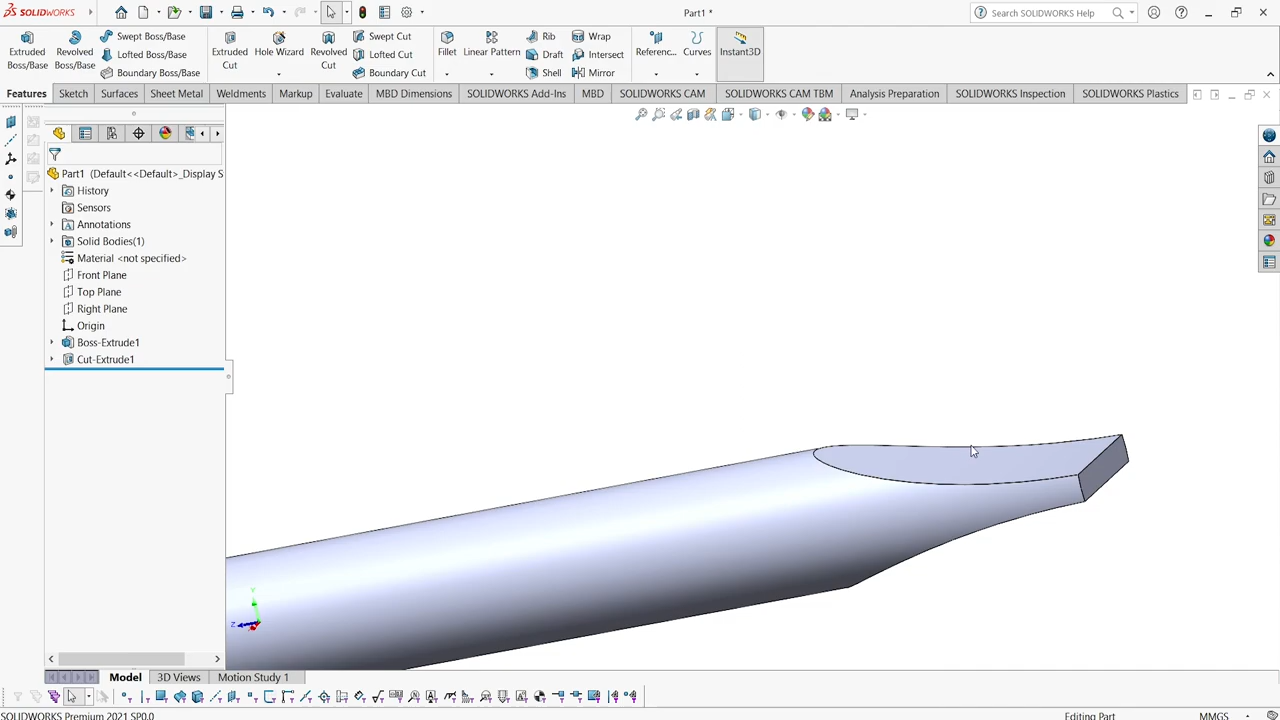 SOLIDWORKS
Part1 *
Search SOLIDWORKS Help
Extruded Boss/Base
Revolved Boss/Base
Swept Boss/Base
Lofted Boss/Base
Boundary Boss/Base
Extruded Cut
Hole Wizard
Revolved Cut
Swept Cut
Lofted Cut
Boundary Cut
Fillet
Linear Pattern
Rib
Draft
Shell
Wrap
Intersect
Mirror
Referenc...
Curves
Instant3D
Features
Sketch
Surfaces
Sheet Metal
Weldments
Markup
Evaluate
MBD Dimensions
SOLIDWORKS Add-Ins
MBD
SOLIDWORKS CAM
SOLIDWORKS CAM TBM
Analysis Preparation
SOLIDWORKS Inspection
SOLIDWORKS Plastics
Part1 (Default<<Default>_Display S
History
Sensors
Annotations
Solid Bodies(1)
Material <not specified>
Front Plane
Top Plane
Right Plane
Origin
Boss-Extrude1
Cut-Extrude1
Y
Z
Model
3D Views
Motion Study 1
SOLIDWORKS Premium 2021 SP0.0
Editing Part
MMGS